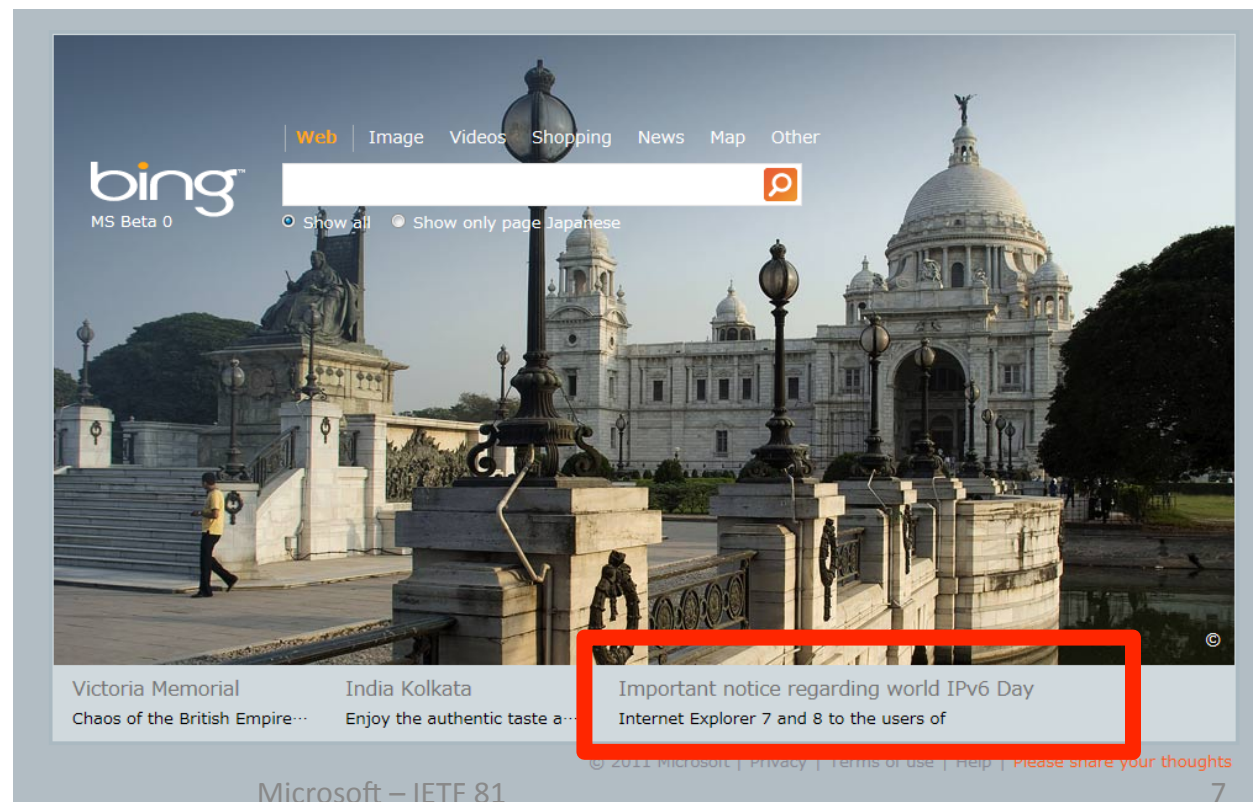 Web Image Videos Shopping News Map Other
bing™
MS Beta 0
Show all Show only page Japanese
©
Victoria Memorial
Chaos of the British Empire…
India Kolkata
Enjoy the authentic taste a…
Important notice regarding world IPv6 Day
Internet Explorer 7 and 8 to the users of
© 2011 Microsoft | Privacy | Terms of use | Help | Please share your thoughts
Microsoft – IETF 81
7